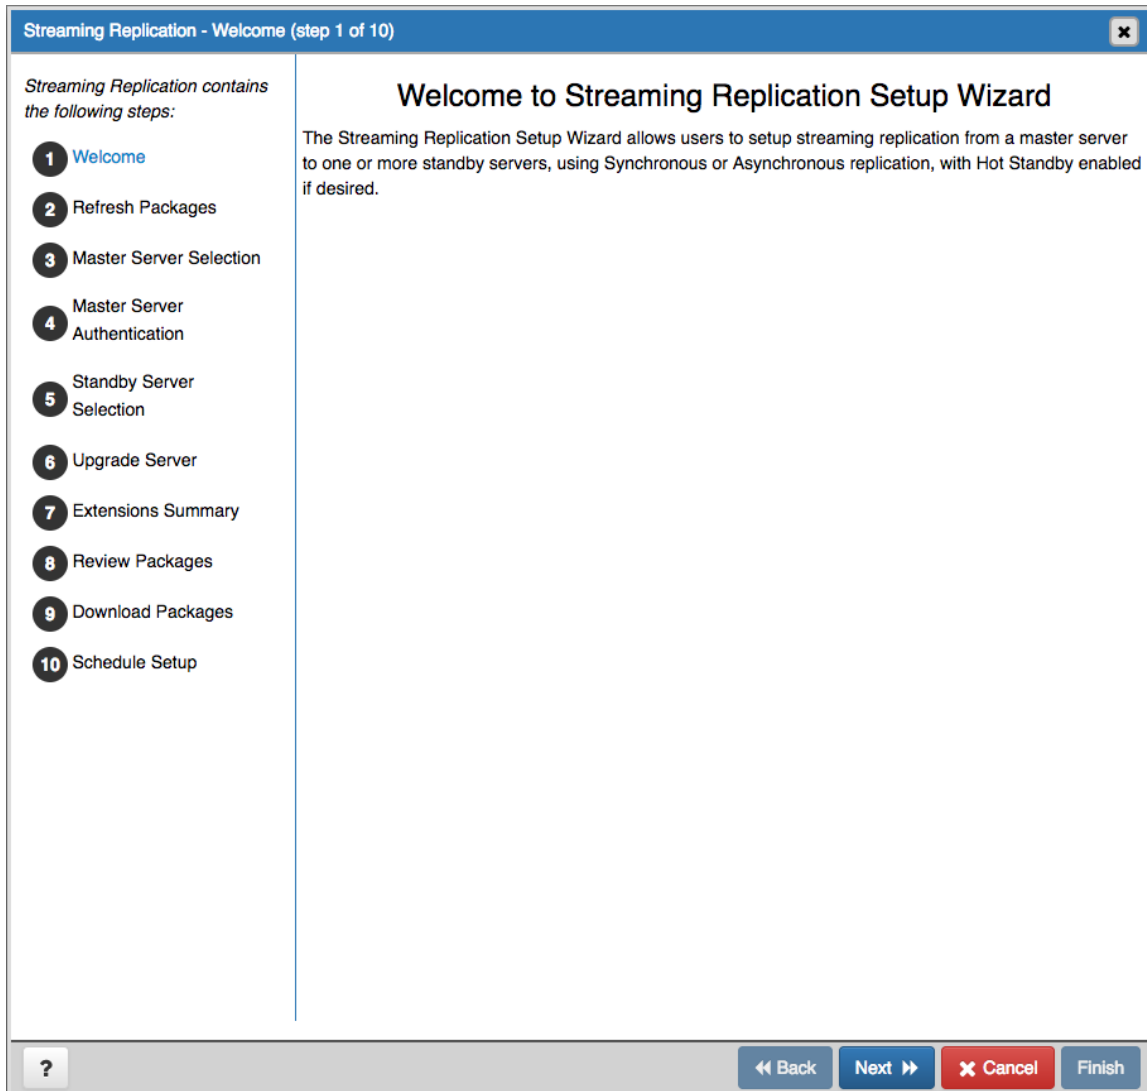 Streaming Replication - Welcome (step 1 of 10)
Streaming Replication contains
the following steps:
1 Welcome
2 Refresh Packages
3 Master Server Selection
4 Master Server
Authentication
5 Standby Server
Selection
6 Upgrade Server
7 Extensions Summary
8 Review Packages
9 Download Packages
10 Schedule Setup
Welcome to Streaming Replication Setup Wizard
The Streaming Replication Setup Wizard allows users to setup streaming replication from a master server
to one or more standby servers, using Synchronous or Asynchronous replication, with Hot Standby enabled
if desired.
? Back Next Cancel Finish